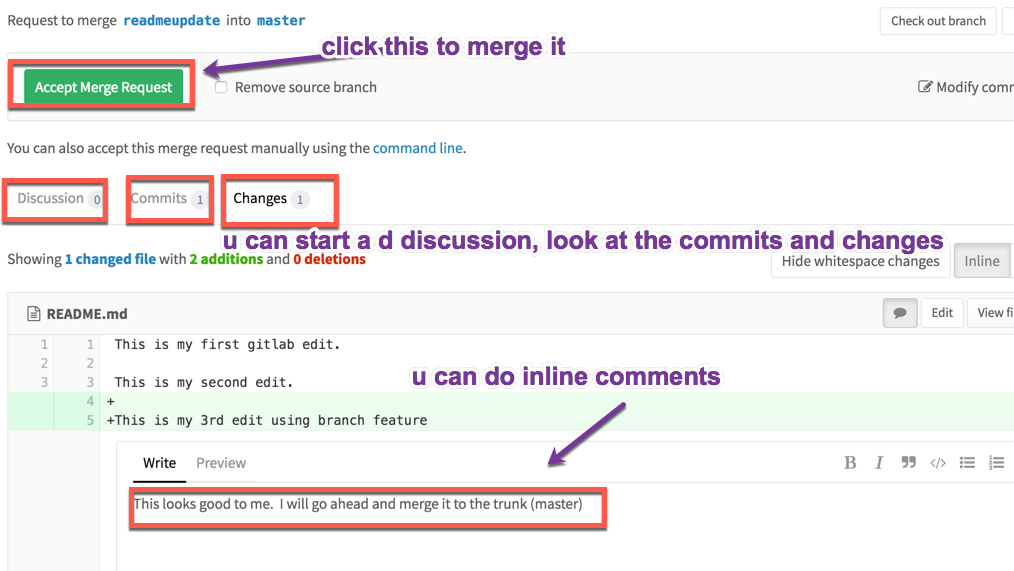 Request to merge readmeupdate into master
Check out branch
click this to merge it
Accept Merge Request
Remove source branch
Modify comm
You can also accept this merge request manually using the command line.
Discussion 0
Commits 1
Changes 1
u can start a d discussion, look at the commits and changes
Showing 1 changed file with 2 additions and 0 deletions
Hide whitespace changes
Inline
README.md
Edit
View fi
1 1 This is my first gitlab edit.
2 2
3 3 This is my second edit.
u can do inline comments
4 +
5 +This is my 3rd edit using branch feature
Write
Preview
B I
This looks good to me. I will go ahead and merge it to the trunk (master)